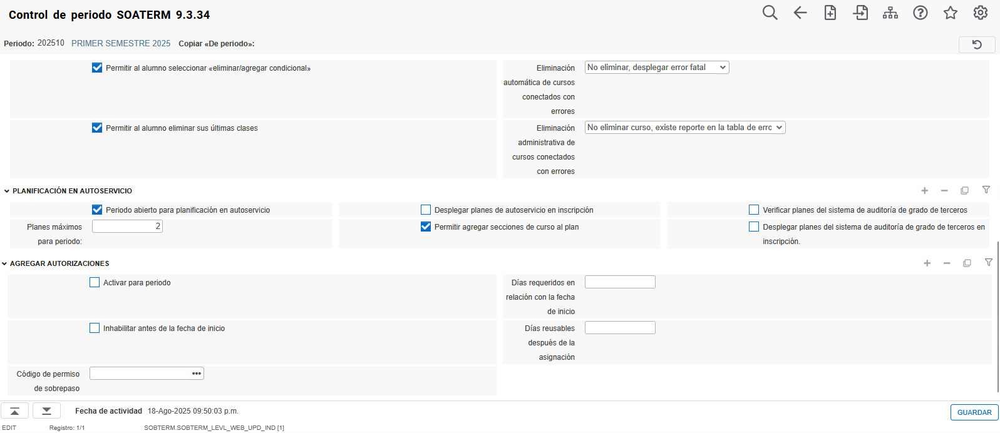 Control de periodo SOATERM 9.3.34
Periodo: 202510 PRIMER SEMESTRE 2025 Copiar «De periodo»:
Permitir al alumno seleccionar «eliminar/agregar condicional»
Eliminación
automática de cursos
conectados con
errores
No eliminar, desplegar error fatal
Permitir al alumno eliminar sus últimas clases
Eliminación
administrativa de
cursos conectados
con errores
No eliminar curso, existe reporte en la tabla de erro
PLANIFICACIÓN EN AUTOSERVICIO
Periodo abierto para planificación en autoservicio
Desplegar planes de autoservicio en inscripción
Verificar planes del sistema de auditoría de grado de terceros
Planes máximos
para periodo:
2
Permitir agregar secciones de curso al plan
Desplegar planes del sistema de auditoría de grado de terceros en
inscripción.
AGREGAR AUTORIZACIONES
Activar para periodo
Días requeridos en
relación con la fecha
de inicio
Inhabilitar antes de la fecha de inicio
Días reusables
después de la
asignación
Código de permiso
de sobrepaso
Fecha de actividad 18-Ago-2025 09:50:03 p.m.
GUARDAR
EDIT Registro: 1/1 SOBTERM.SOBTERM_LEVL_WEB_UPD_IND [1]